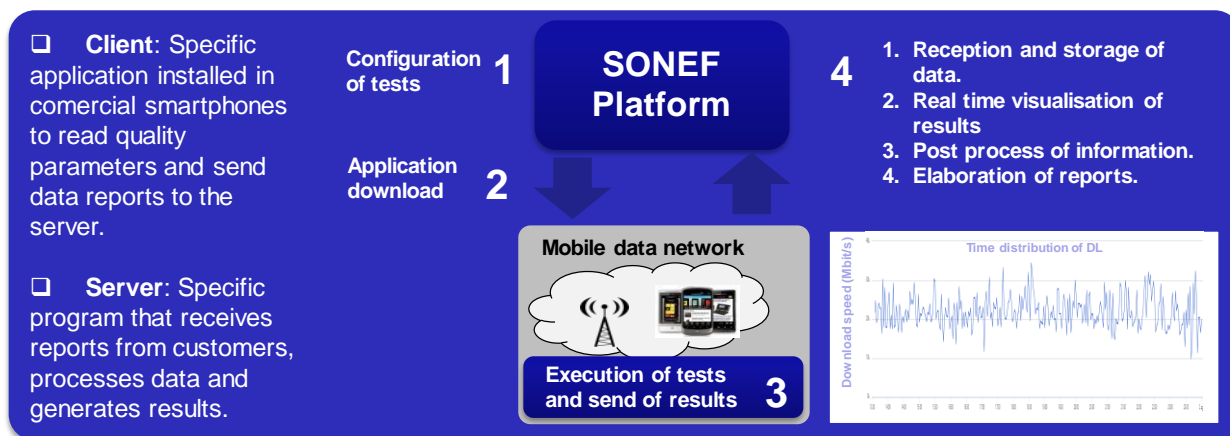 ❑ Client: Specific
application installed in
comercial smartphones
to read quality
parameters and send
data reports to the
server.
❑ Server: Specific
program that receives
reports from customers,
processes data and
generates results.
Configuration
of tests 1
Application
download 2
SONEF
Platform
Mobile data network
Execution of tests
and send of results 3
4
1. Reception and storage of
data.
2. Real time visualisation of
results
3. Post process of information.
4. Elaboration of reports.
Time distribution of DL
Download speed (Mbit/s)